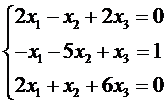 2x₁ − x₂ + 2x₃ = 0
−x₁ − 5x₂ + x₃ = 1
2x₁ + x₂ + 6x₃ = 0